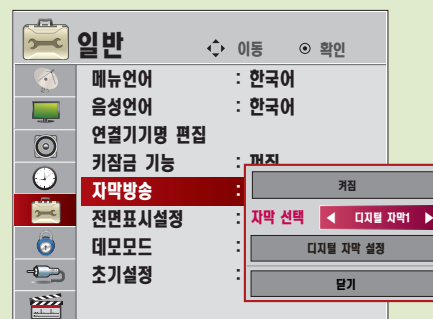 일반 이동 확인
메뉴언어 : 한국어
음성언어 : 한국어
연결기기명 편집
키잠금 기능 : 꺼짐
자막방송 :
전면표시설정 :
데모모드 :
초기설정 :
켜짐
자막 선택 ◀ 디지털 자막1 ▶
디지털 자막 설정
닫기